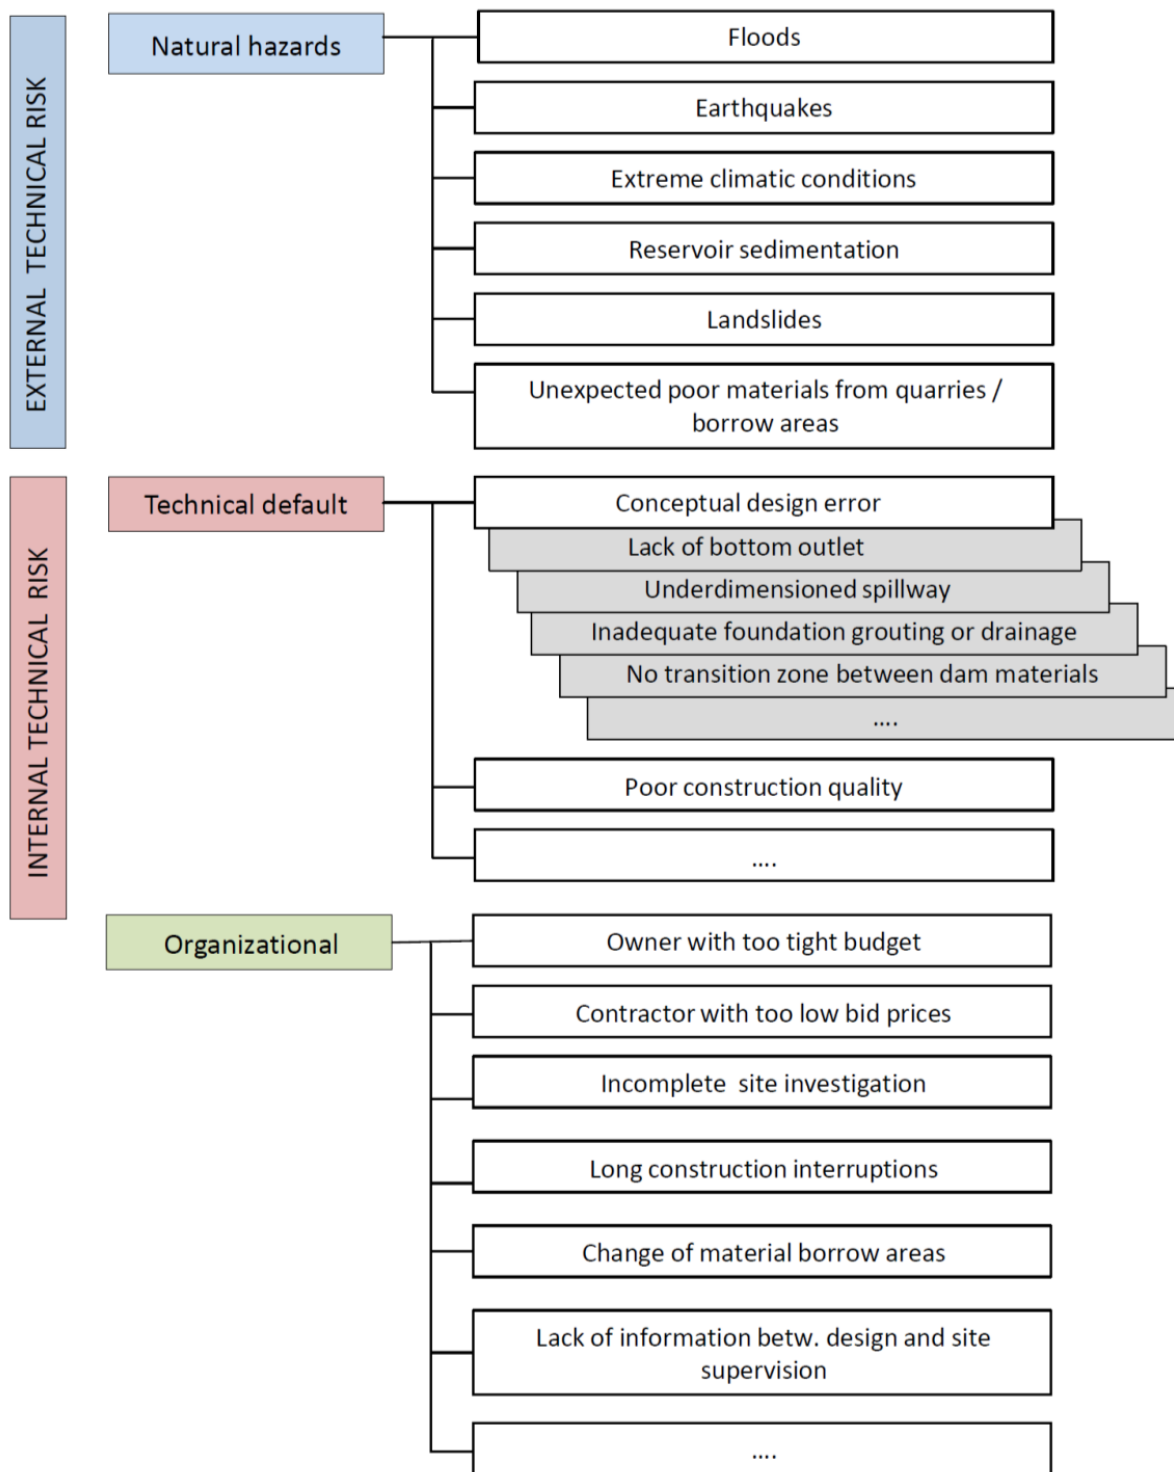 EXTERNAL TECHNICAL RISK
Natural hazards
Floods
Earthquakes
Extreme climatic conditions
Reservoir sedimentation
Landslides
Unexpected poor materials from quarries /
borrow areas
INTERNAL TECHNICAL RISK
Technical default
Conceptual design error
Lack of bottom outlet
Underdimensioned spillway
Inadequate foundation grouting or drainage
No transition zone between dam materials
....
Poor construction quality
....
Organizational
Owner with too tight budget
Contractor with too low bid prices
Incomplete site investigation
Long construction interruptions
Change of material borrow areas
Lack of information betw. design and site
supervision
....